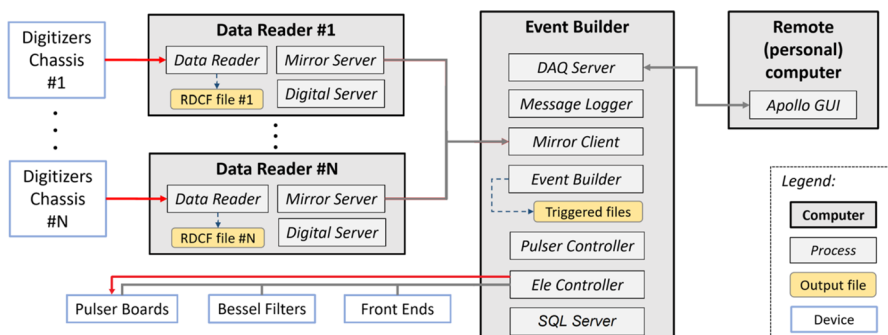 Digitizers
Chassis
#1
Data Reader #1
Data Reader
Mirror Server
RDCF file #1
Digital Server
Digitizers
Chassis
#N
Data Reader #N
Data Reader
Mirror Server
RDCF file #N
Digital Server
Pulser Boards
Bessel Filters
Front Ends
Event Builder
DAQ Server
Message Logger
Mirror Client
Event Builder
Triggered files
Pulser Controller
Ele Controller
SQL Server
Remote
(personal)
computer
Apollo GUI
Legend:
Computer
Process
Output file
Device